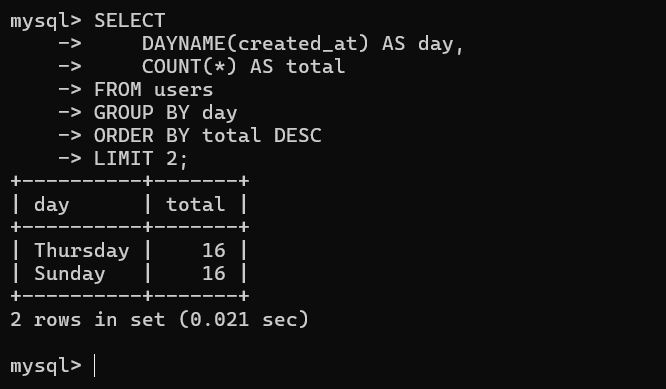 mysql> SELECT
    ->     DAYNAME(created_at) AS day,
    ->     COUNT(*) AS total
    -> FROM users
    -> GROUP BY day
    -> ORDER BY total DESC
    -> LIMIT 2;
+----------+-------+
| day      | total |
+----------+-------+
| Thursday |    16 |
| Sunday   |    16 |
+----------+-------+
2 rows in set (0.021 sec)

mysql>